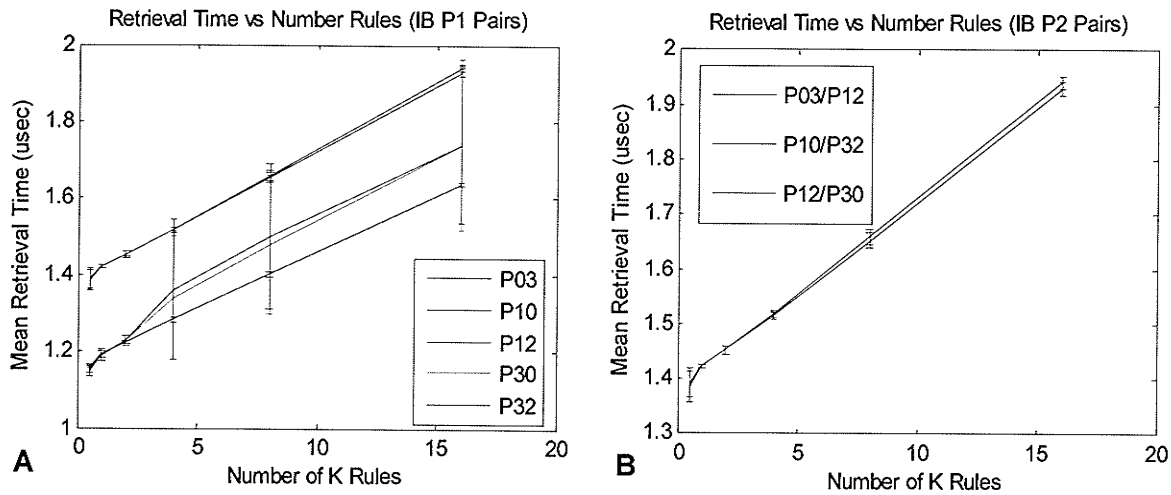 Retrieval Time vs Number Rules (IB P1 Pairs)
2
1.8
1.6
1.4
1.2
1
Mean Retrieval Time (usec)
P03
P10
P12
P30
P32
0 5 10 15 20
Number of K Rules
A
Retrieval Time vs Number Rules (IB P2 Pairs)
2
1.9
1.8
1.7
1.6
1.5
1.4
1.3
Mean Retrieval Time (usec)
P03/P12
P10/P32
P12/P30
0 5 10 15 20
Number of K Rules
B